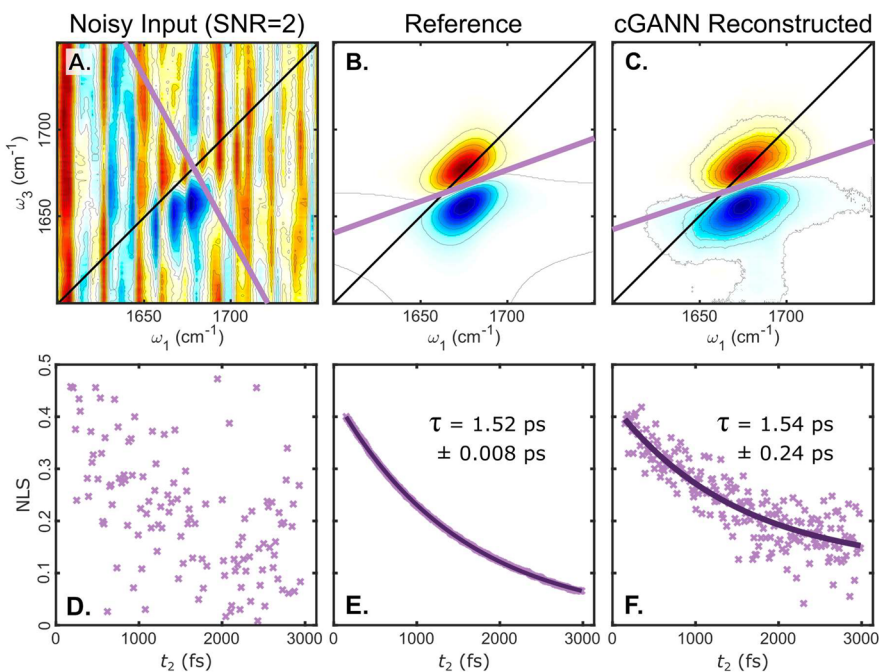 Noisy Input (SNR=2) Reference cGANN Reconstructed
A. B. C.
ω3 (cm-1)
1700
1650
1650 1700 1650 1700 1650 1700
ω1 (cm-1) ω1 (cm-1) ω1 (cm-1)
NLS
0.5
0.4
0.3
0.2
0.1
0
τ = 1.52 ps
± 0.008 ps
τ = 1.54 ps
± 0.24 ps
D. E. F.
0 1000 2000 3000 0 1000 2000 3000 0 1000 2000 3000
t2 (fs) t2 (fs) t2 (fs)